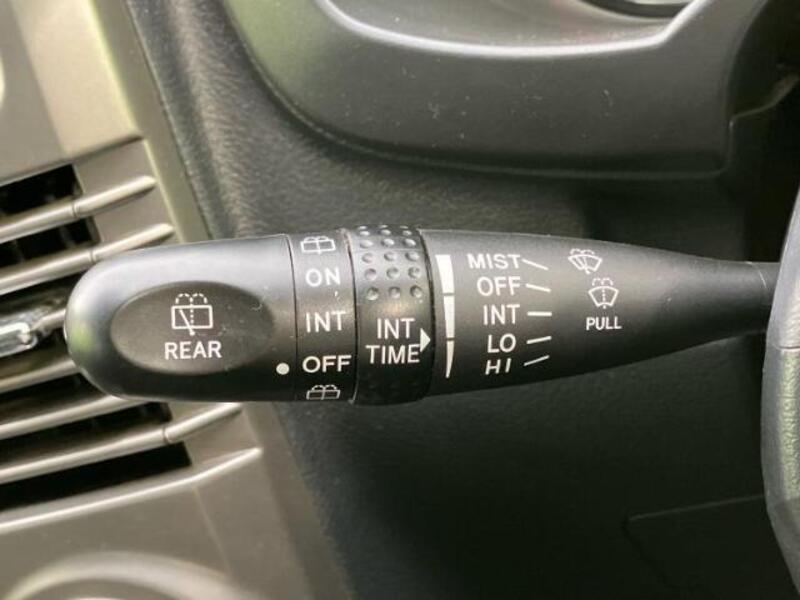 REAR
ON
INT
OFF
INT
TIME
MIST
OFF
INT
LO
HI
PULL